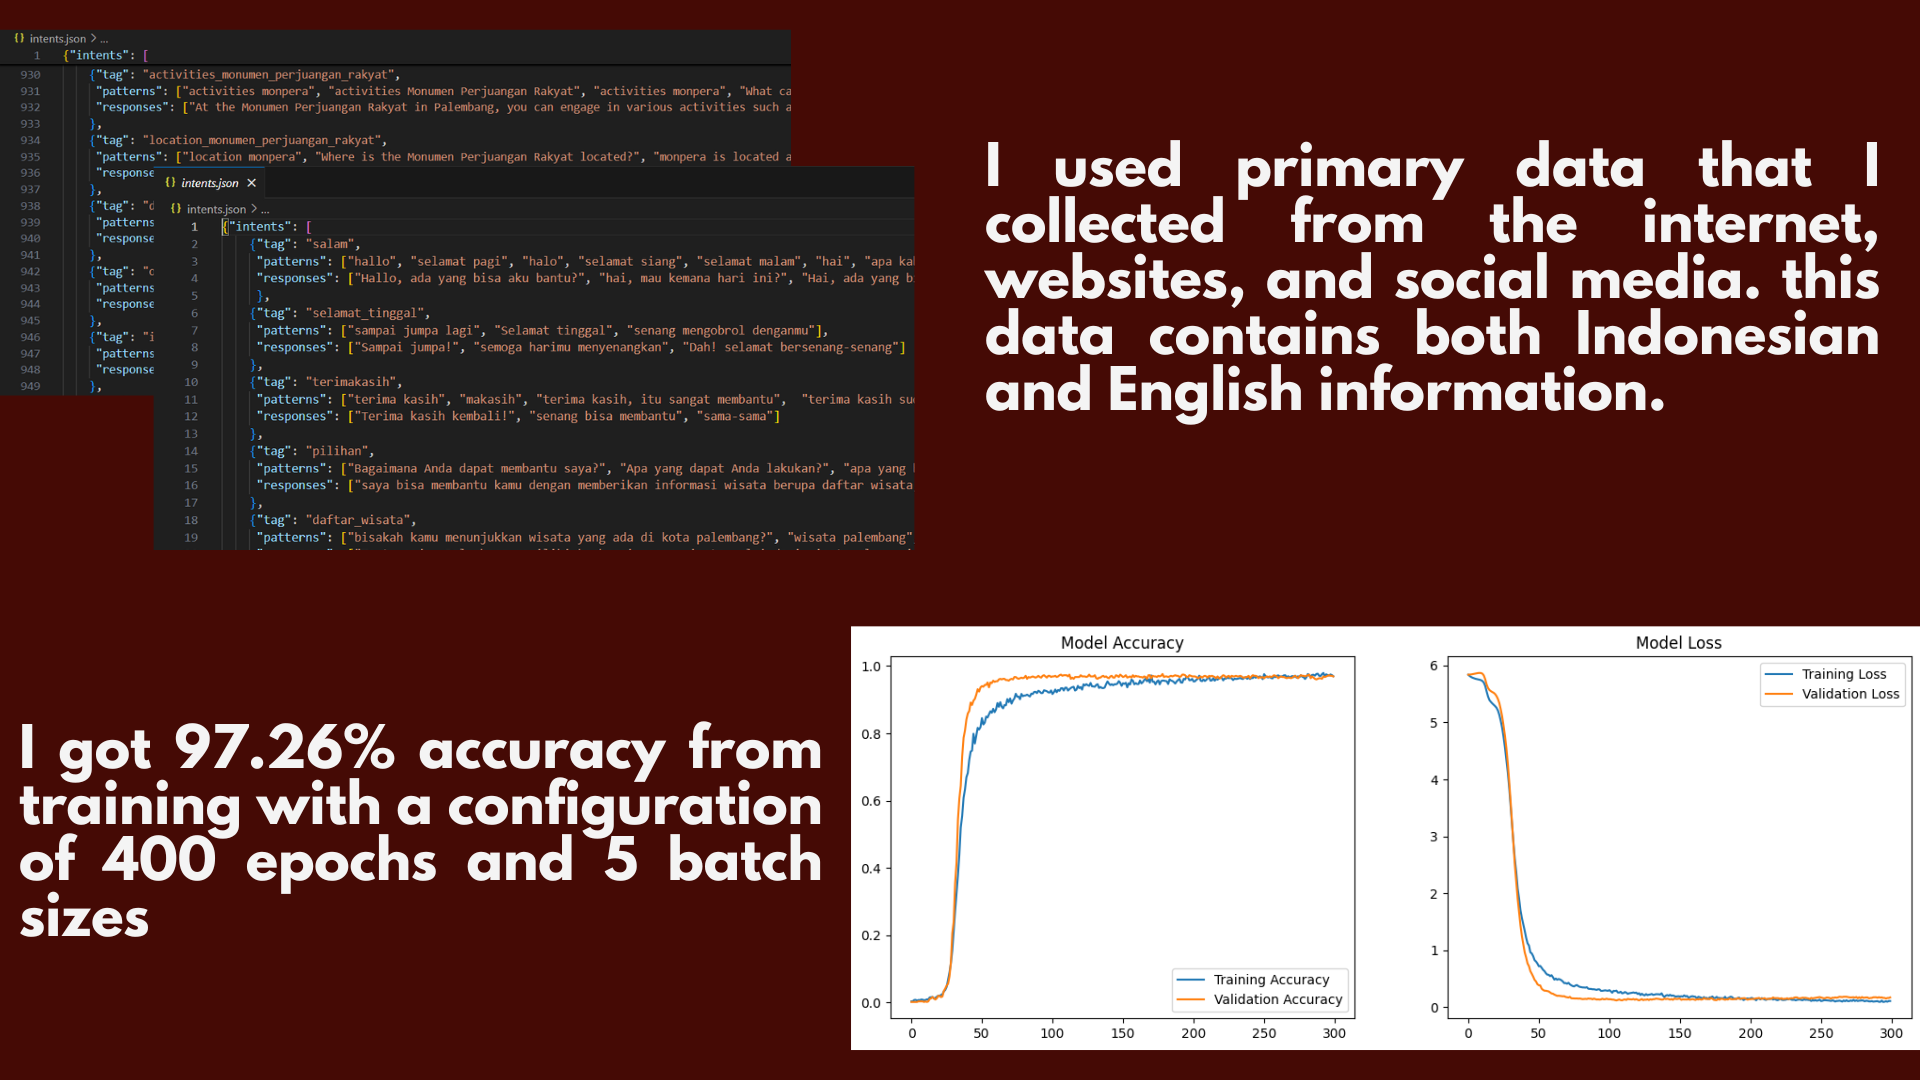 {} intents.json > ...
1 {"intents": [
930 {"tag": "activities_monumen_perjuangan_rakyat",
931 "patterns": ["activities monpera", "activities Monumen Perjuangan Rakyat", "activities monpera", "What ca
932 "responses": ["At the Monumen Perjuangan Rakyat in Palembang, you can engage in various activities such a
933 },
934 {"tag": "location_monumen_perjuangan_rakyat",
935 "patterns": ["location monpera", "Where is the Monumen Perjuangan Rakyat located?", "monpera is located a
936 "response
937 },
938 {"tag": "d
939 "patterns
940 "response
941 },
942 {"tag": "c
943 "patterns
944 "response
945 },
946 {"tag": "i
947 "patterns
948 "response
949 },
{} intents.json ×
{} intents.json > ...
1 {"intents": [
2 {"tag": "salam",
3 "patterns": ["hallo", "selamat pagi", "halo", "selamat siang", "selamat malam", "hai", "apa kal
4 "responses": ["Hallo, ada yang bisa aku bantu?", "hai, mau kemana hari ini?", "Hai, ada yang b
5 },
6 {"tag": "selamat_tinggal",
7 "patterns": ["sampai jumpa lagi", "Selamat tinggal", "senang mengobrol denganmu"],
8 "responses": ["Sampai jumpa!", "semoga harimu menyenangkan", "Dah! selamat bersenang-senang"]
9 },
10 {"tag": "terimakasih",
11 "patterns": ["terima kasih", "makasih", "terima kasih, itu sangat membantu", "terima kasih su
12 "responses": ["Terima kasih kembali!", "senang bisa membantu", "sama-sama"]
13 },
14 {"tag": "pilihan",
15 "patterns": ["Bagaimana Anda dapat membantu saya?", "Apa yang dapat Anda lakukan?", "apa yang
16 "responses": ["saya bisa membantu kamu dengan memberikan informasi wisata berupa daftar wisata
17 },
18 {"tag": "daftar_wisata",
19 "patterns": ["bisakah kamu menunjukkan wisata yang ada di kota palembang?", "wisata palembang"
I used primary data that I
collected from the internet,
websites, and social media. this
data contains both Indonesian
and English information.
I got 97.26% accuracy from
training with a configuration
of 400 epochs and 5 batch
sizes
Model Accuracy
1.0
0.8
0.6
0.4
0.2
0.0
Training Accuracy
Validation Accuracy
0 50 100 150 200 250 300
Model Loss
6
5
4
3
2
1
0
Training Loss
Validation Loss
0 50 100 150 200 250 300